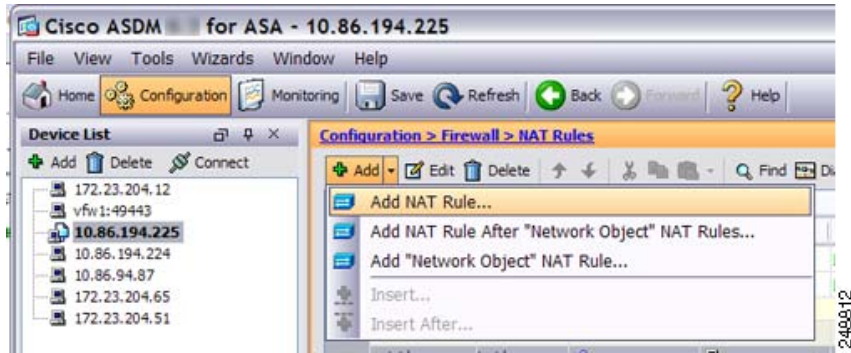 Cisco ASDM for ASA - 10.86.194.225
File View Tools Wizards Window Help
Home Configuration Monitoring Save Refresh Back Forward Help
Device List
Add Delete Connect
172.23.204.12
vfw1:49443
10.86.194.225
10.86.194.224
10.86.94.87
172.23.204.65
172.23.204.51
Configuration > Firewall > NAT Rules
Add Edit Delete Find Di
Add NAT Rule...
Add NAT Rule After "Network Object" NAT Rules...
Add "Network Object" NAT Rule...
Insert...
Insert After...
248812